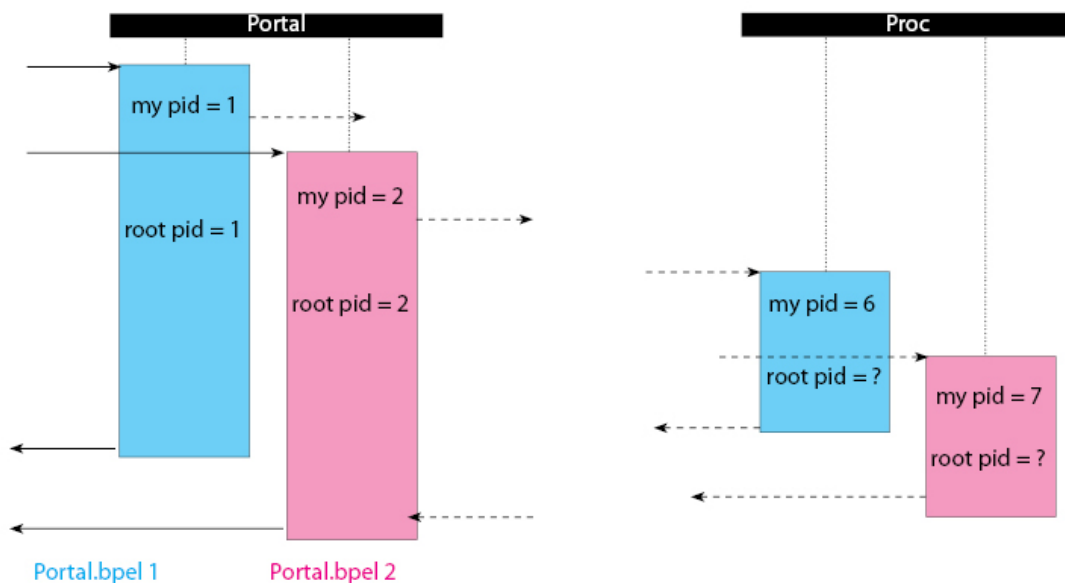 Portal
Proc
my pid = 1
my pid = 2
root pid = 1
root pid = 2
my pid = 6
root pid = ?
my pid = 7
root pid = ?
Portal.bpel 1
Portal.bpel 2